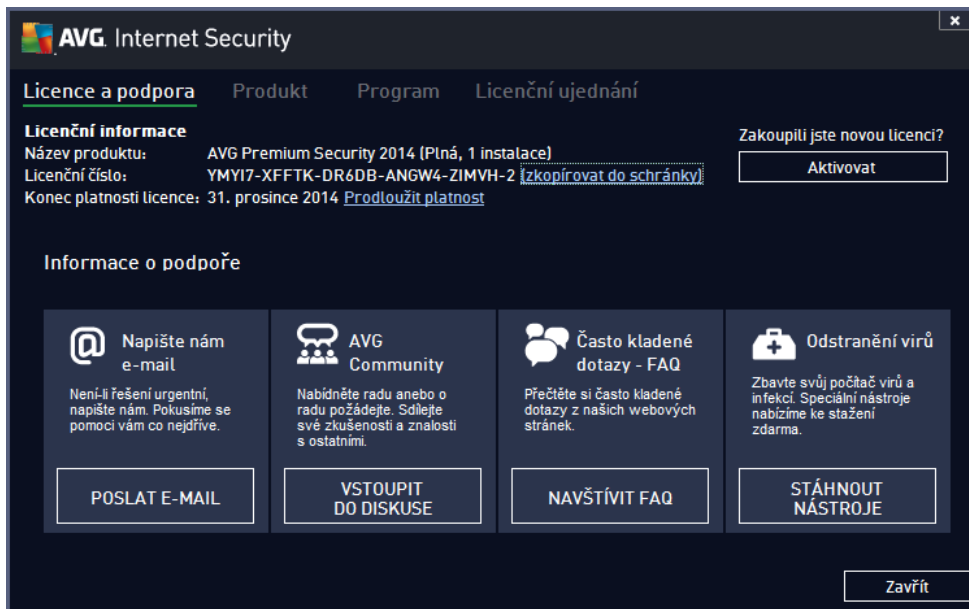 AVG. Internet Security
Licence a podpora Produkt Program Licenční ujednání
Licenční informace
Název produktu: AVG Premium Security 2014 (Plná, 1 instalace)
Licenční číslo: YMYI7-XFFTK-DR6DB-ANGW4-ZIMVH-2 (zkopírovat do schránky)
Konec platnosti licence: 31. prosince 2014 Prodloužit platnost
Zakoupili jste novou licenci?
Aktivovat
Informace o podpoře
Napište nám
e-mail
Není-li řešení urgentní,
napište nám. Pokusíme se
pomoci vám co nejdříve.
POSLAT E-MAIL
AVG
Community
Nabídněte radu anebo o
radu požádejte. Sdílejte
své zkušenosti a znalosti
s ostatními.
VSTOUPIT
DO DISKUSE
Často kladené
dotazy - FAQ
Přečtěte si často kladené
dotazy z našich webových
stránek.
NAVŠTÍVIT FAQ
Odstranění virů
Zbavte svůj počítač virů a
infekcí. Speciální nástroje
nabízíme ke stažení
zdarma.
STÁHNOUT
NÁSTROJE
Zavřít